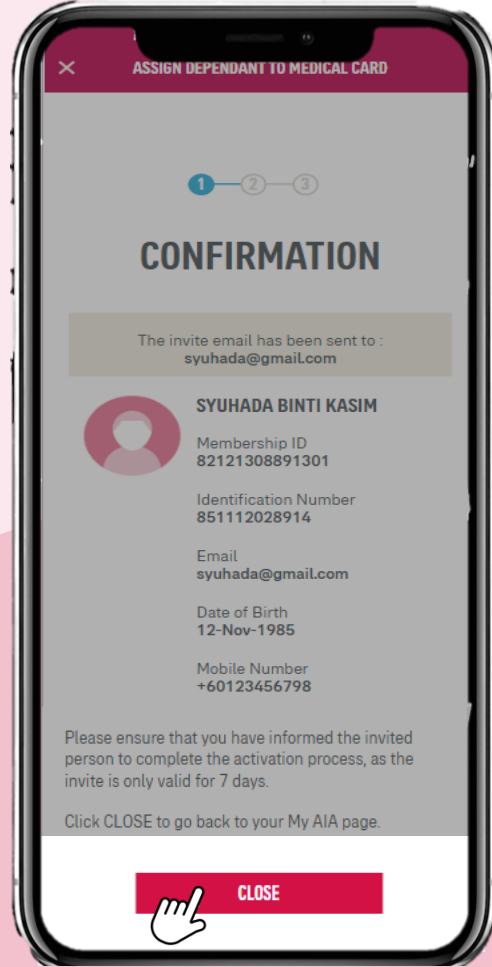 ASSIGN DEPENDANT TO MEDICAL CARD
1 2 3
CONFIRMATION
The invite email has been sent to :
syuhada@gmail.com
SYUHADA BINTI KASIM
Membership ID
82121308891301
Identification Number
851112028914
Email
syuhada@gmail.com
Date of Birth
12-Nov-1985
Mobile Number
+60123456798
Please ensure that you have informed the invited
person to complete the activation process, as the
invite is only valid for 7 days.
Click CLOSE to go back to your My AIA page.
CLOSE